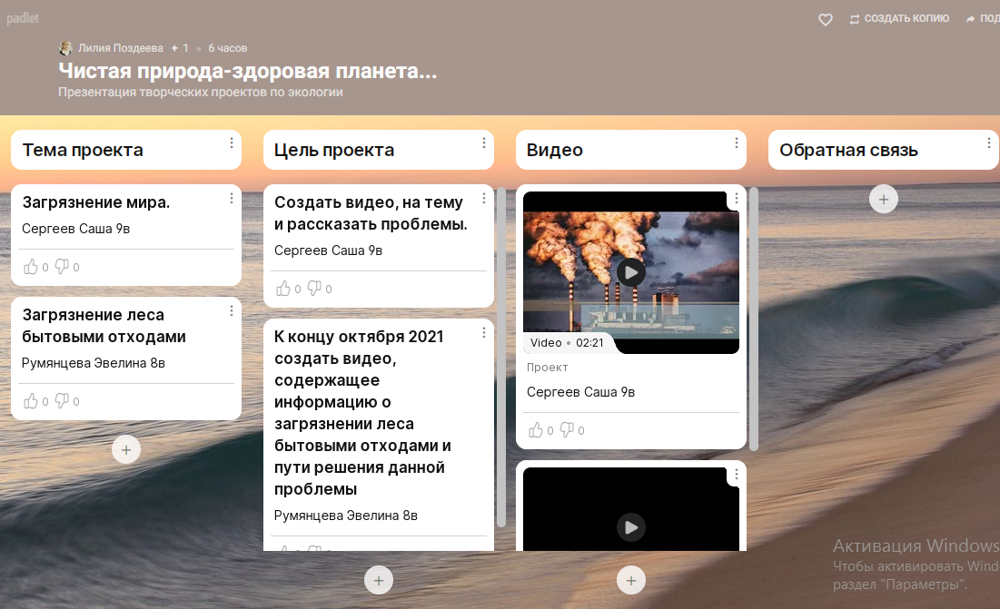 padlet
СОЗДАТЬ КОПИЮ
ПОД
Лилия Поздеева + 1 • 6 часов
Чистая природа-здоровая планета...
Презентация творческих проектов по экологии
Тема проекта
Загрязнение мира.
Сергеев Саша 9в
0 0
Загрязнение леса
бытовыми отходами
Румянцева Эвелина 8в
0 0
Цель проекта
Создать видео, на тему
и рассказать проблемы.
Сергеев Саша 9в
0 0
К концу октября 2021
создать видео,
содержащее
информацию о
загрязнении леса
бытовыми отходами и
пути решения данной
проблемы
Румянцева Эвелина 8в
Видео
Video • 02:21
Проект
Сергеев Саша 9в
0 0
Обратная связь
Активация Windows
Чтобы активировать Wind
раздел "Параметры".